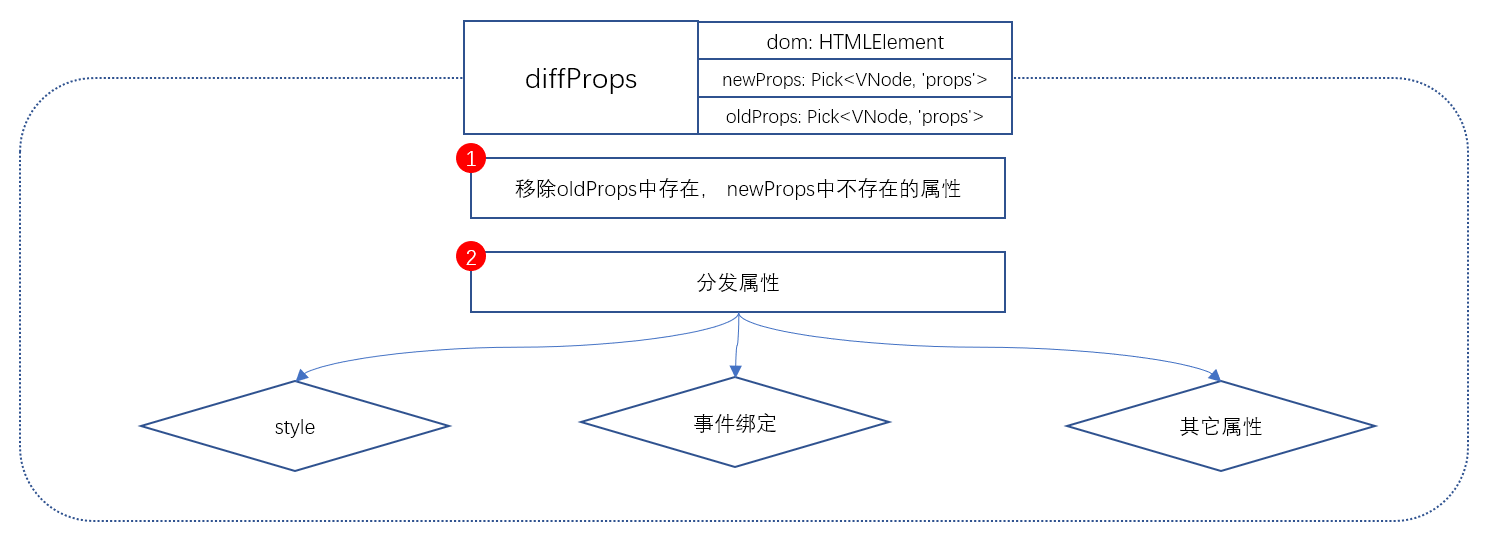 diffProps
dom: HTMLElement
newProps: Pick<VNode, 'props'>
oldProps: Pick<VNode, 'props'>
1
移除oldProps中存在， newProps中不存在的属性
2
分发属性
style
事件绑定
其它属性